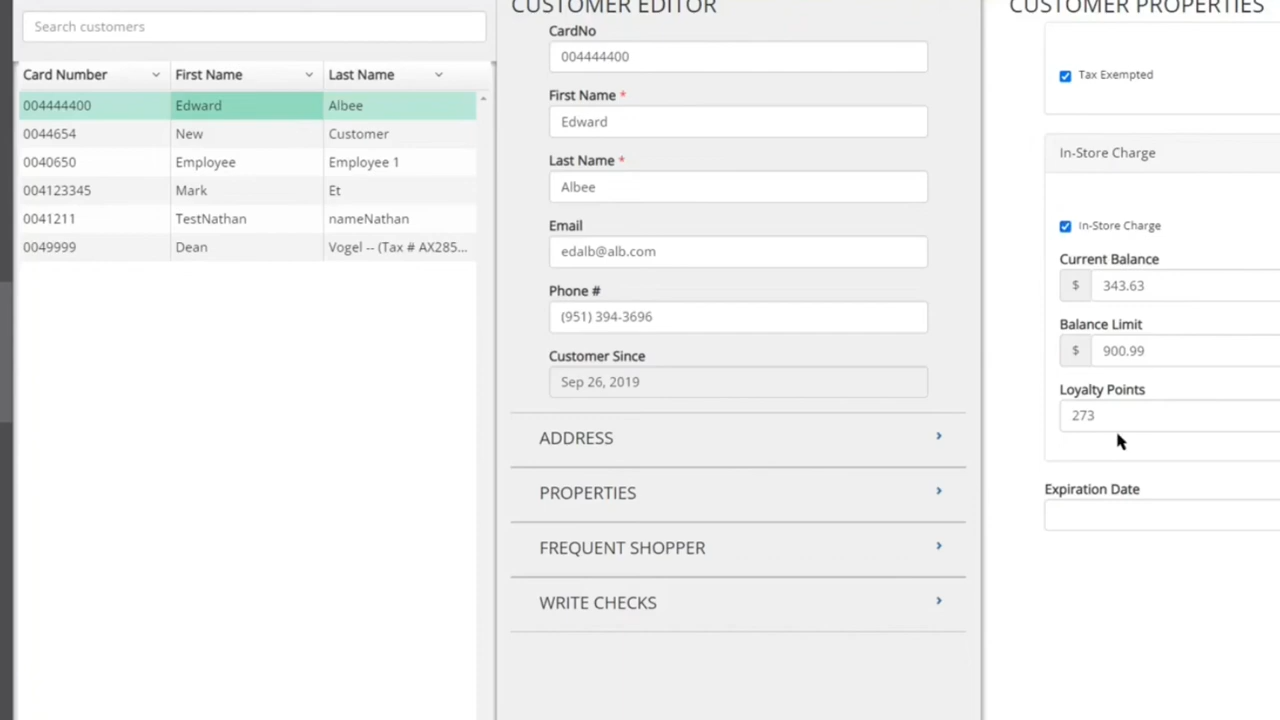 Search customers
Card Number First Name Last Name
004444400 Edward Albee
0044654 New Customer
0040650 Employee Employee 1
004123345 Mark Et
0041211 TestNathan nameNathan
0049999 Dean Vogel -- (Tax # AX285...
CUSTOMER EDITOR
CardNo
004444400
First Name *
Edward
Last Name *
Albee
Email
edalb@alb.com
Phone #
(951) 394-3696
Customer Since
Sep 26, 2019
ADDRESS
PROPERTIES
FREQUENT SHOPPER
WRITE CHECKS
CUSTOMER PROPERTIES
Tax Exempted
In-Store Charge
In-Store Charge
Current Balance
$ 343.63
Balance Limit
$ 900.99
Loyalty Points
273
Expiration Date